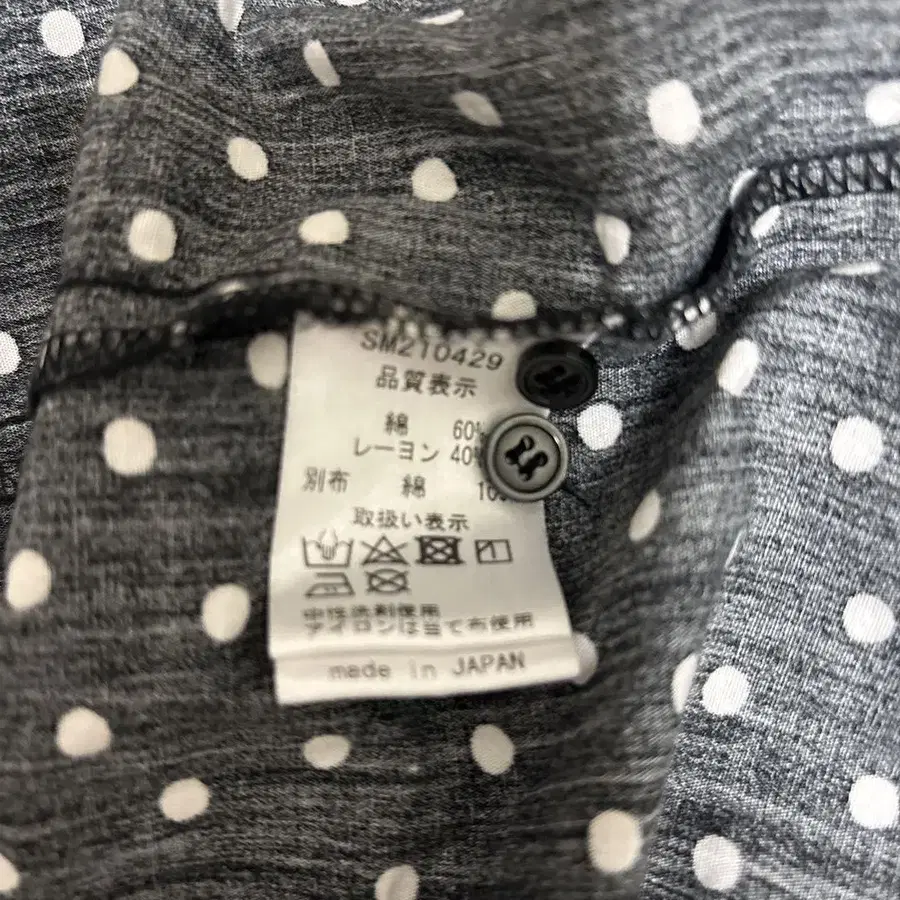 SM210429
品質表示
綿 60%
レーヨン 40%
別布 綿
取扱い表示
中性洗剤使用
アイロンは当て布使用
made in JAPAN